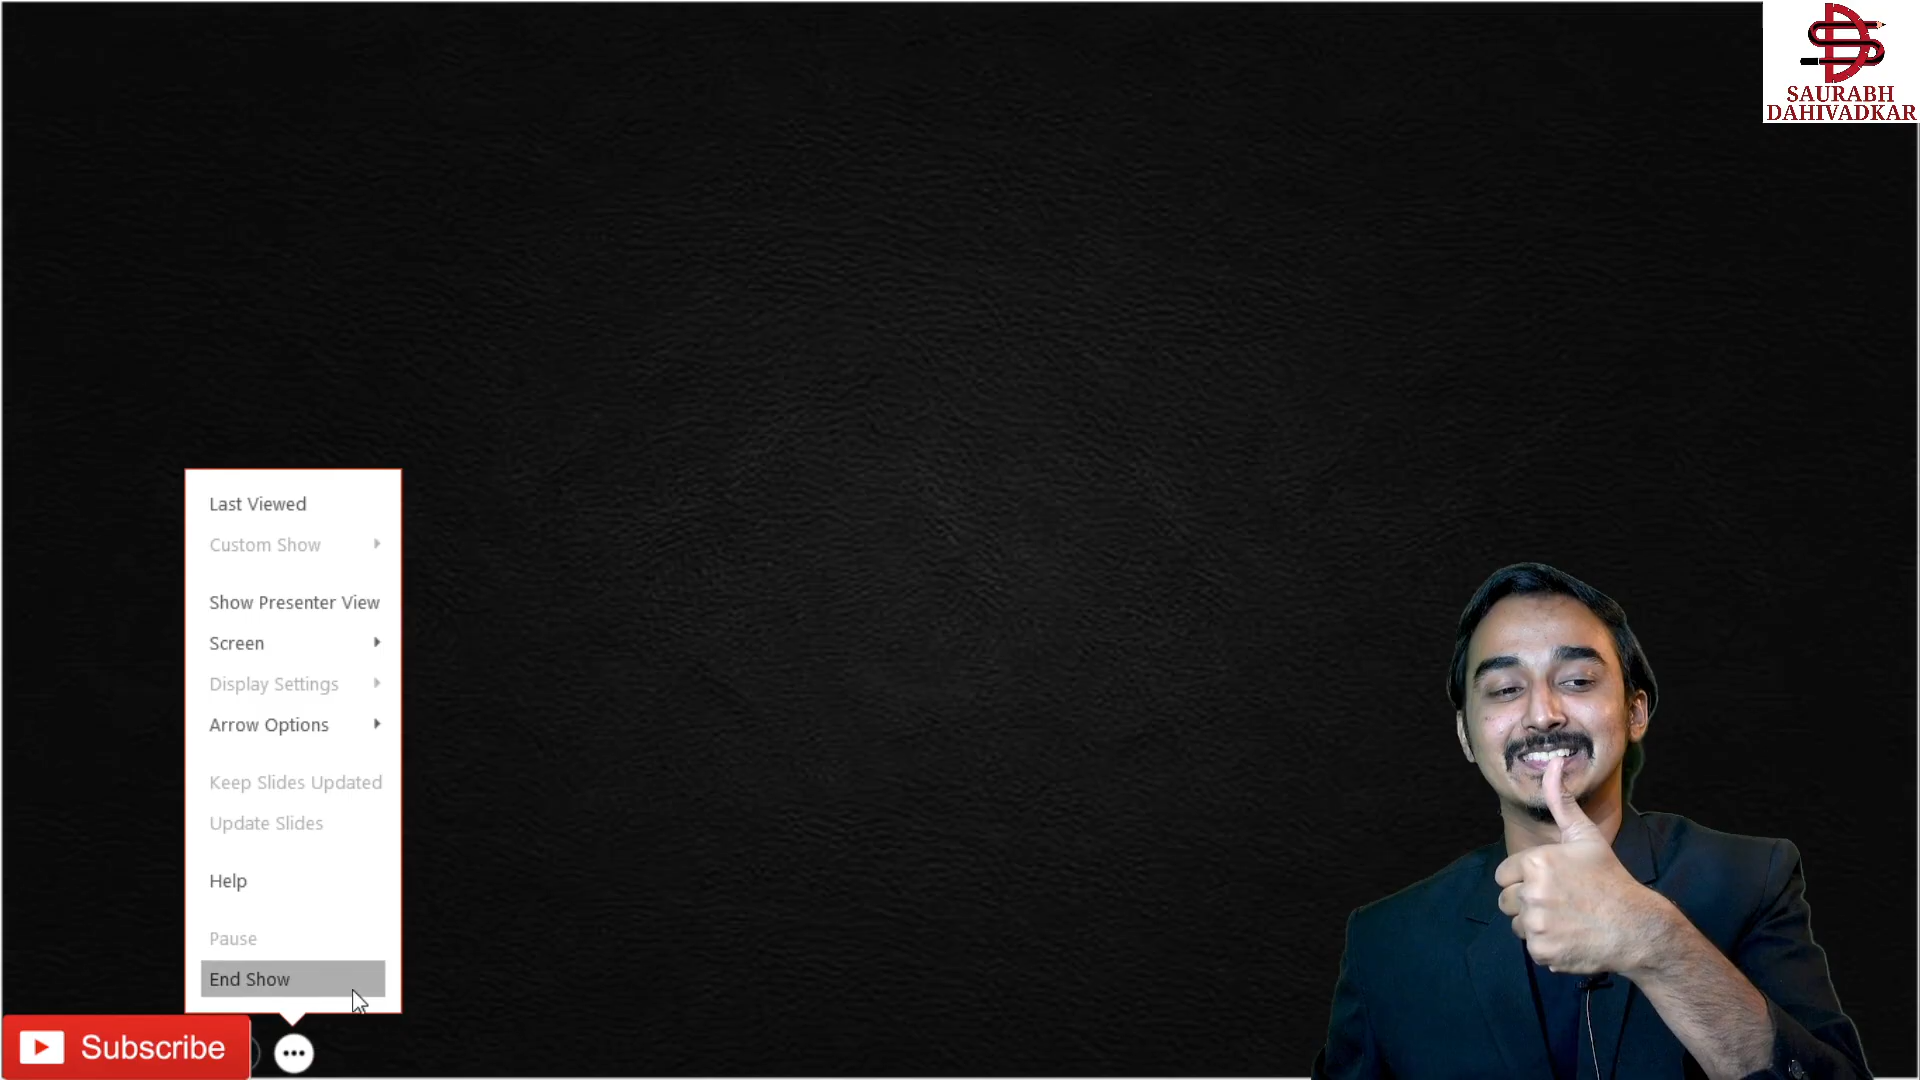 SAURABH
DAHIVADKAR
Last Viewed
Custom Show
Show Presenter View
Screen
Display Settings
Arrow Options
Keep Slides Updated
Update Slides
Help
Pause
End Show
Subscribe